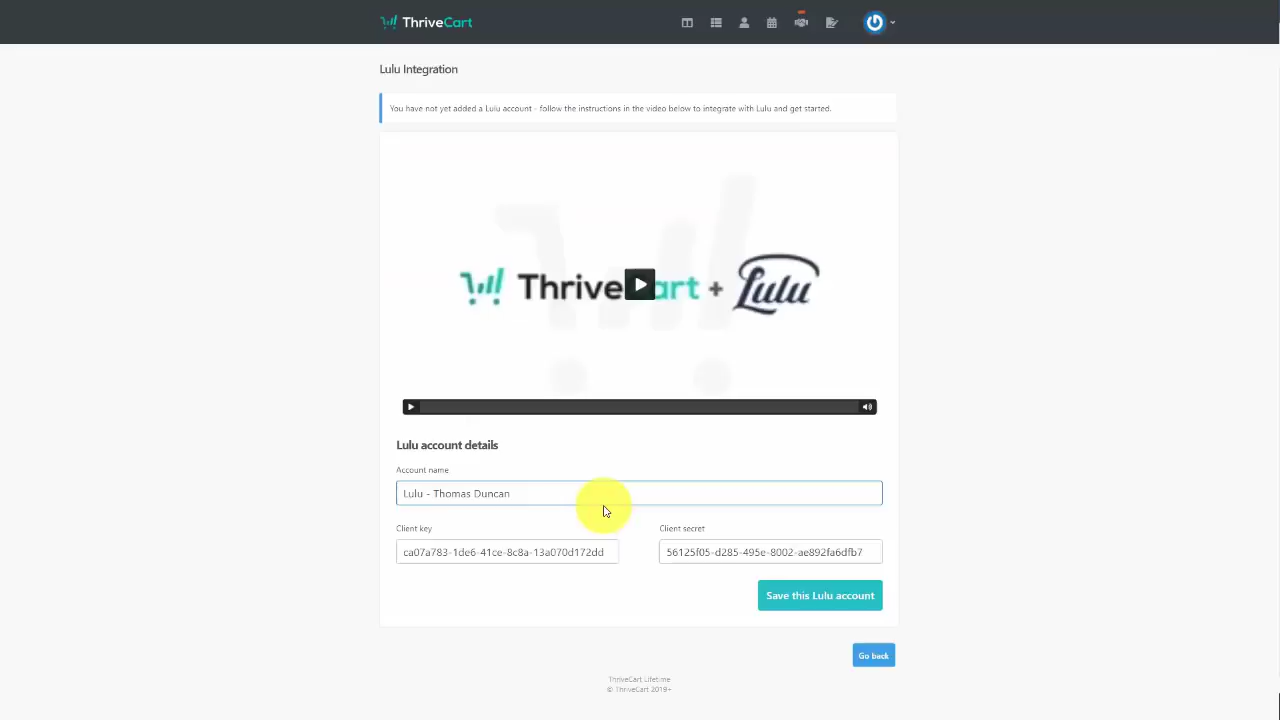 ThriveCart
Lulu Integration
You have not yet added a Lulu account - follow the instructions in the video below to integrate with Lulu and get started.
ThriveCart + Lulu
Lulu account details
Account name
Lulu - Thomas Duncan
Client key Client secret
ca07a783-1de6-41ce-8c8a-13a070d172dd 56125f05-d285-495e-8002-ae892fa6dfb7
Save this Lulu account
Go back
ThriveCart Lifetime
© ThriveCart 2019+